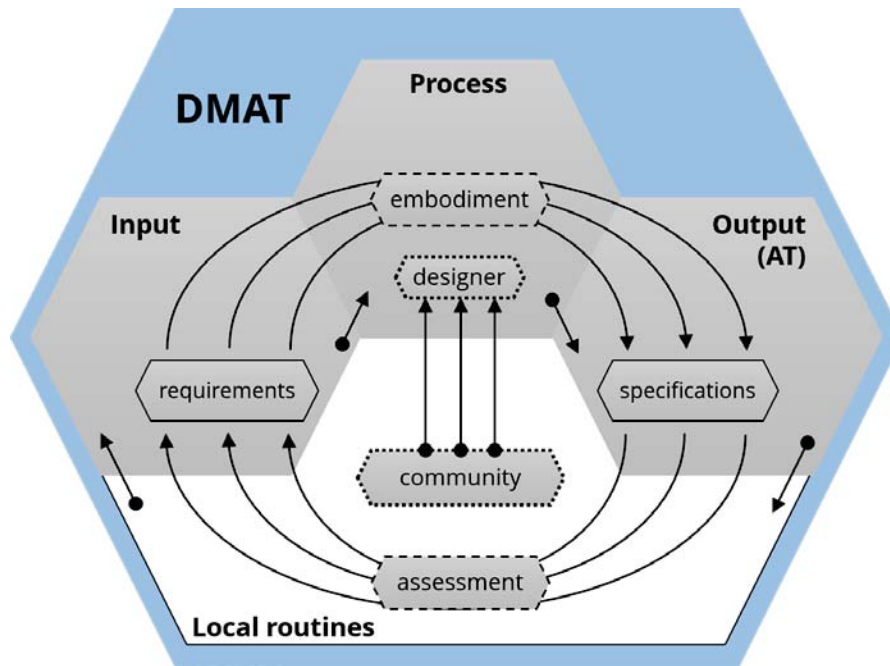 Process
DMAT
embodiment
Input
Output
(AT)
designer
requirements
specifications
community
assessment
Local routines